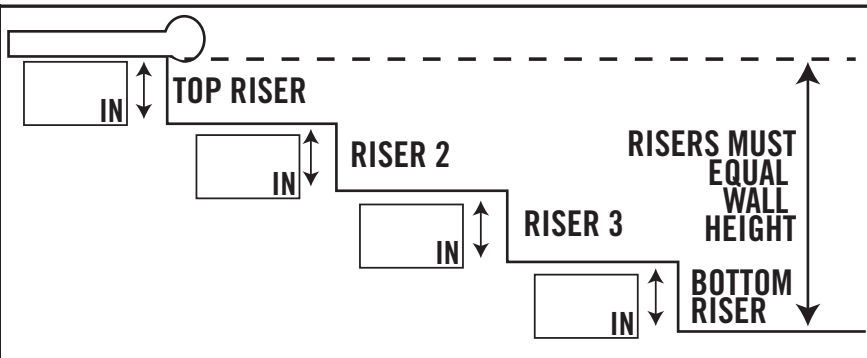 IN
TOP RISER
IN
RISER 2
IN
RISER 3
IN
BOTTOM
RISER
RISERS MUST
EQUAL
WALL
HEIGHT